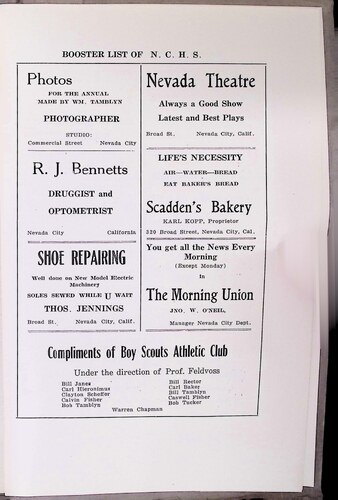 BOOSTER LIST OF N. C. H. S.
Photos
FOR THE ANNUAL
MADE BY WM. TAMBLYN
PHOTOGRAPHER
STUDIO:
Commercial Street Nevada City
R. J. Bennetts
DRUGGIST and
OPTOMETRIST
Nevada City California
SHOE REPAIRING
Well done on New Model Electric
Machinery
SOLES SEWED WHILE U WAIT
THOS. JENNINGS
Broad St. Nevada City, Calif.
Nevada Theatre
Always a Good Show
Latest and Best Plays
Broad St. Nevada City, Calif.
LIFE'S NECESSITY
AIR—WATER—BREAD
EAT BAKER'S BREAD
Scadden's Bakery
KARL KOPP, Proprietor
320 Broad Street, Nevada City, Cal.
You get all the News Every
Morning
(Except Monday)
in
The Morning Union
JNO. W. O'NEIL,
Manager Nevada City Dept.
Compliments of Boy Scouts Athletic Club
Under the direction of Prof. Feldvoss
Bill Janes
Carl Hieronimus
Clayton Scheffer
Calvin Fisher
Bob Tamblyn
Bill Rector
Carl Baker
Bill Tamblyn
Caswell Fisher
Bob Tucker
Warren Chapman